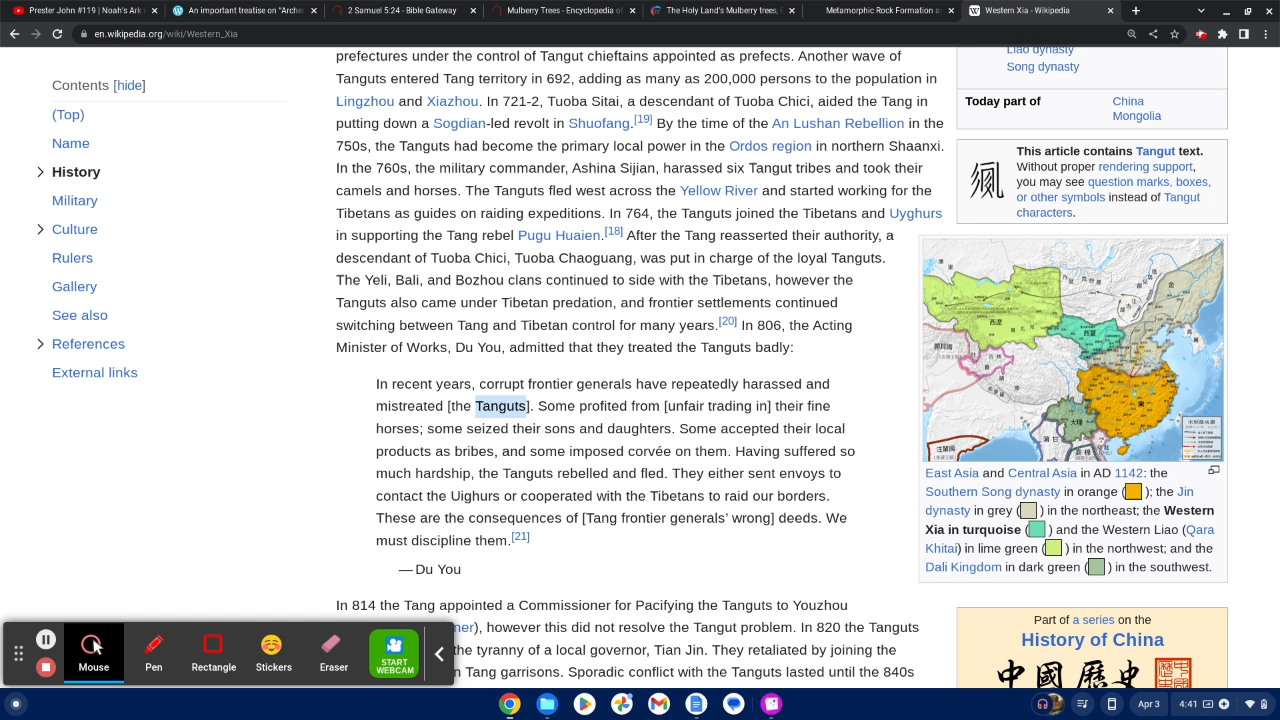 Prester John #119 | Noah's Ark
An important treatise on "Archer
2 Samuel 5:24 - Bible Gateway
Mulberry Trees - Encyclopedia of
The Holy Land's Mulberry trees, E
Metamorphic Rock Formation a
Western Xia - Wikipedia
en.wikipedia.org/wiki/Western_Xia
Contents [hide]
(Top)
Name
History
Military
Culture
Rulers
Gallery
See also
References
External links
prefectures under the control of Tangut chieftains appointed as prefects. Another wave of
Tanguts entered Tang territory in 692, adding as many as 200,000 persons to the population in
Lingzhou and Xiazhou. In 721-2, Tuoba Sitai, a descendant of Tuoba Chici, aided the Tang in
putting down a Sogdian-led revolt in Shuofang.[19] By the time of the An Lushan Rebellion in the
750s, the Tanguts had become the primary local power in the Ordos region in northern Shaanxi.
In the 760s, the military commander, Ashina Sijian, harassed six Tangut tribes and took their
camels and horses. The Tanguts fled west across the Yellow River and started working for the
Tibetans as guides on raiding expeditions. In 764, the Tanguts joined the Tibetans and Uyghurs
in supporting the Tang rebel Pugu Huaien.[18] After the Tang reasserted their authority, a
descendant of Tuoba Chici, Tuoba Chaoguang, was put in charge of the loyal Tanguts.
The Yeli, Bali, and Bozhou clans continued to side with the Tibetans, however the
Tanguts also came under Tibetan predation, and frontier settlements continued
switching between Tang and Tibetan control for many years.[20] In 806, the Acting
Minister of Works, Du You, admitted that they treated the Tanguts badly:
In recent years, corrupt frontier generals have repeatedly harassed and
mistreated [the Tanguts]. Some profited from [unfair trading in] their fine
horses; some seized their sons and daughters. Some accepted their local
products as bribes, and some imposed corvée on them. Having suffered so
much hardship, the Tanguts rebelled and fled. They either sent envoys to
contact the Uighurs or cooperated with the Tibetans to raid our borders.
These are the consequences of [Tang frontier generals' wrong] deeds. We
must discipline them.[21]
— Du You
In 814 the Tang appointed a Commissioner for Pacifying the Tanguts to Youzhou
), however this did not resolve the Tangut problem. In 820 the Tanguts
the tyranny of a local governor, Tian Jin. They retaliated by joining the
Tang garrisons. Sporadic conflict with the Tanguts lasted until the 840s
Liao dynasty
Song dynasty
Today part of
China
Mongolia
This article contains Tangut text.
Without proper rendering support,
you may see question marks, boxes,
or other symbols instead of Tangut
characters.
西遼
西夏
金
大理
East Asia and Central Asia in AD 1142: the
Southern Song dynasty in orange ( ); the Jin
dynasty in grey ( ) in the northeast; the Western
Xia in turquoise ( ) and the Western Liao (Qara
Khitai) in lime green ( ) in the northwest; and the
Dali Kingdom in dark green ( ) in the southwest.
Part of a series on the
History of China
中國歷史
Mouse
Pen
Rectangle
Stickers
Eraser
START
WEBCAM
Apr 3
4:41